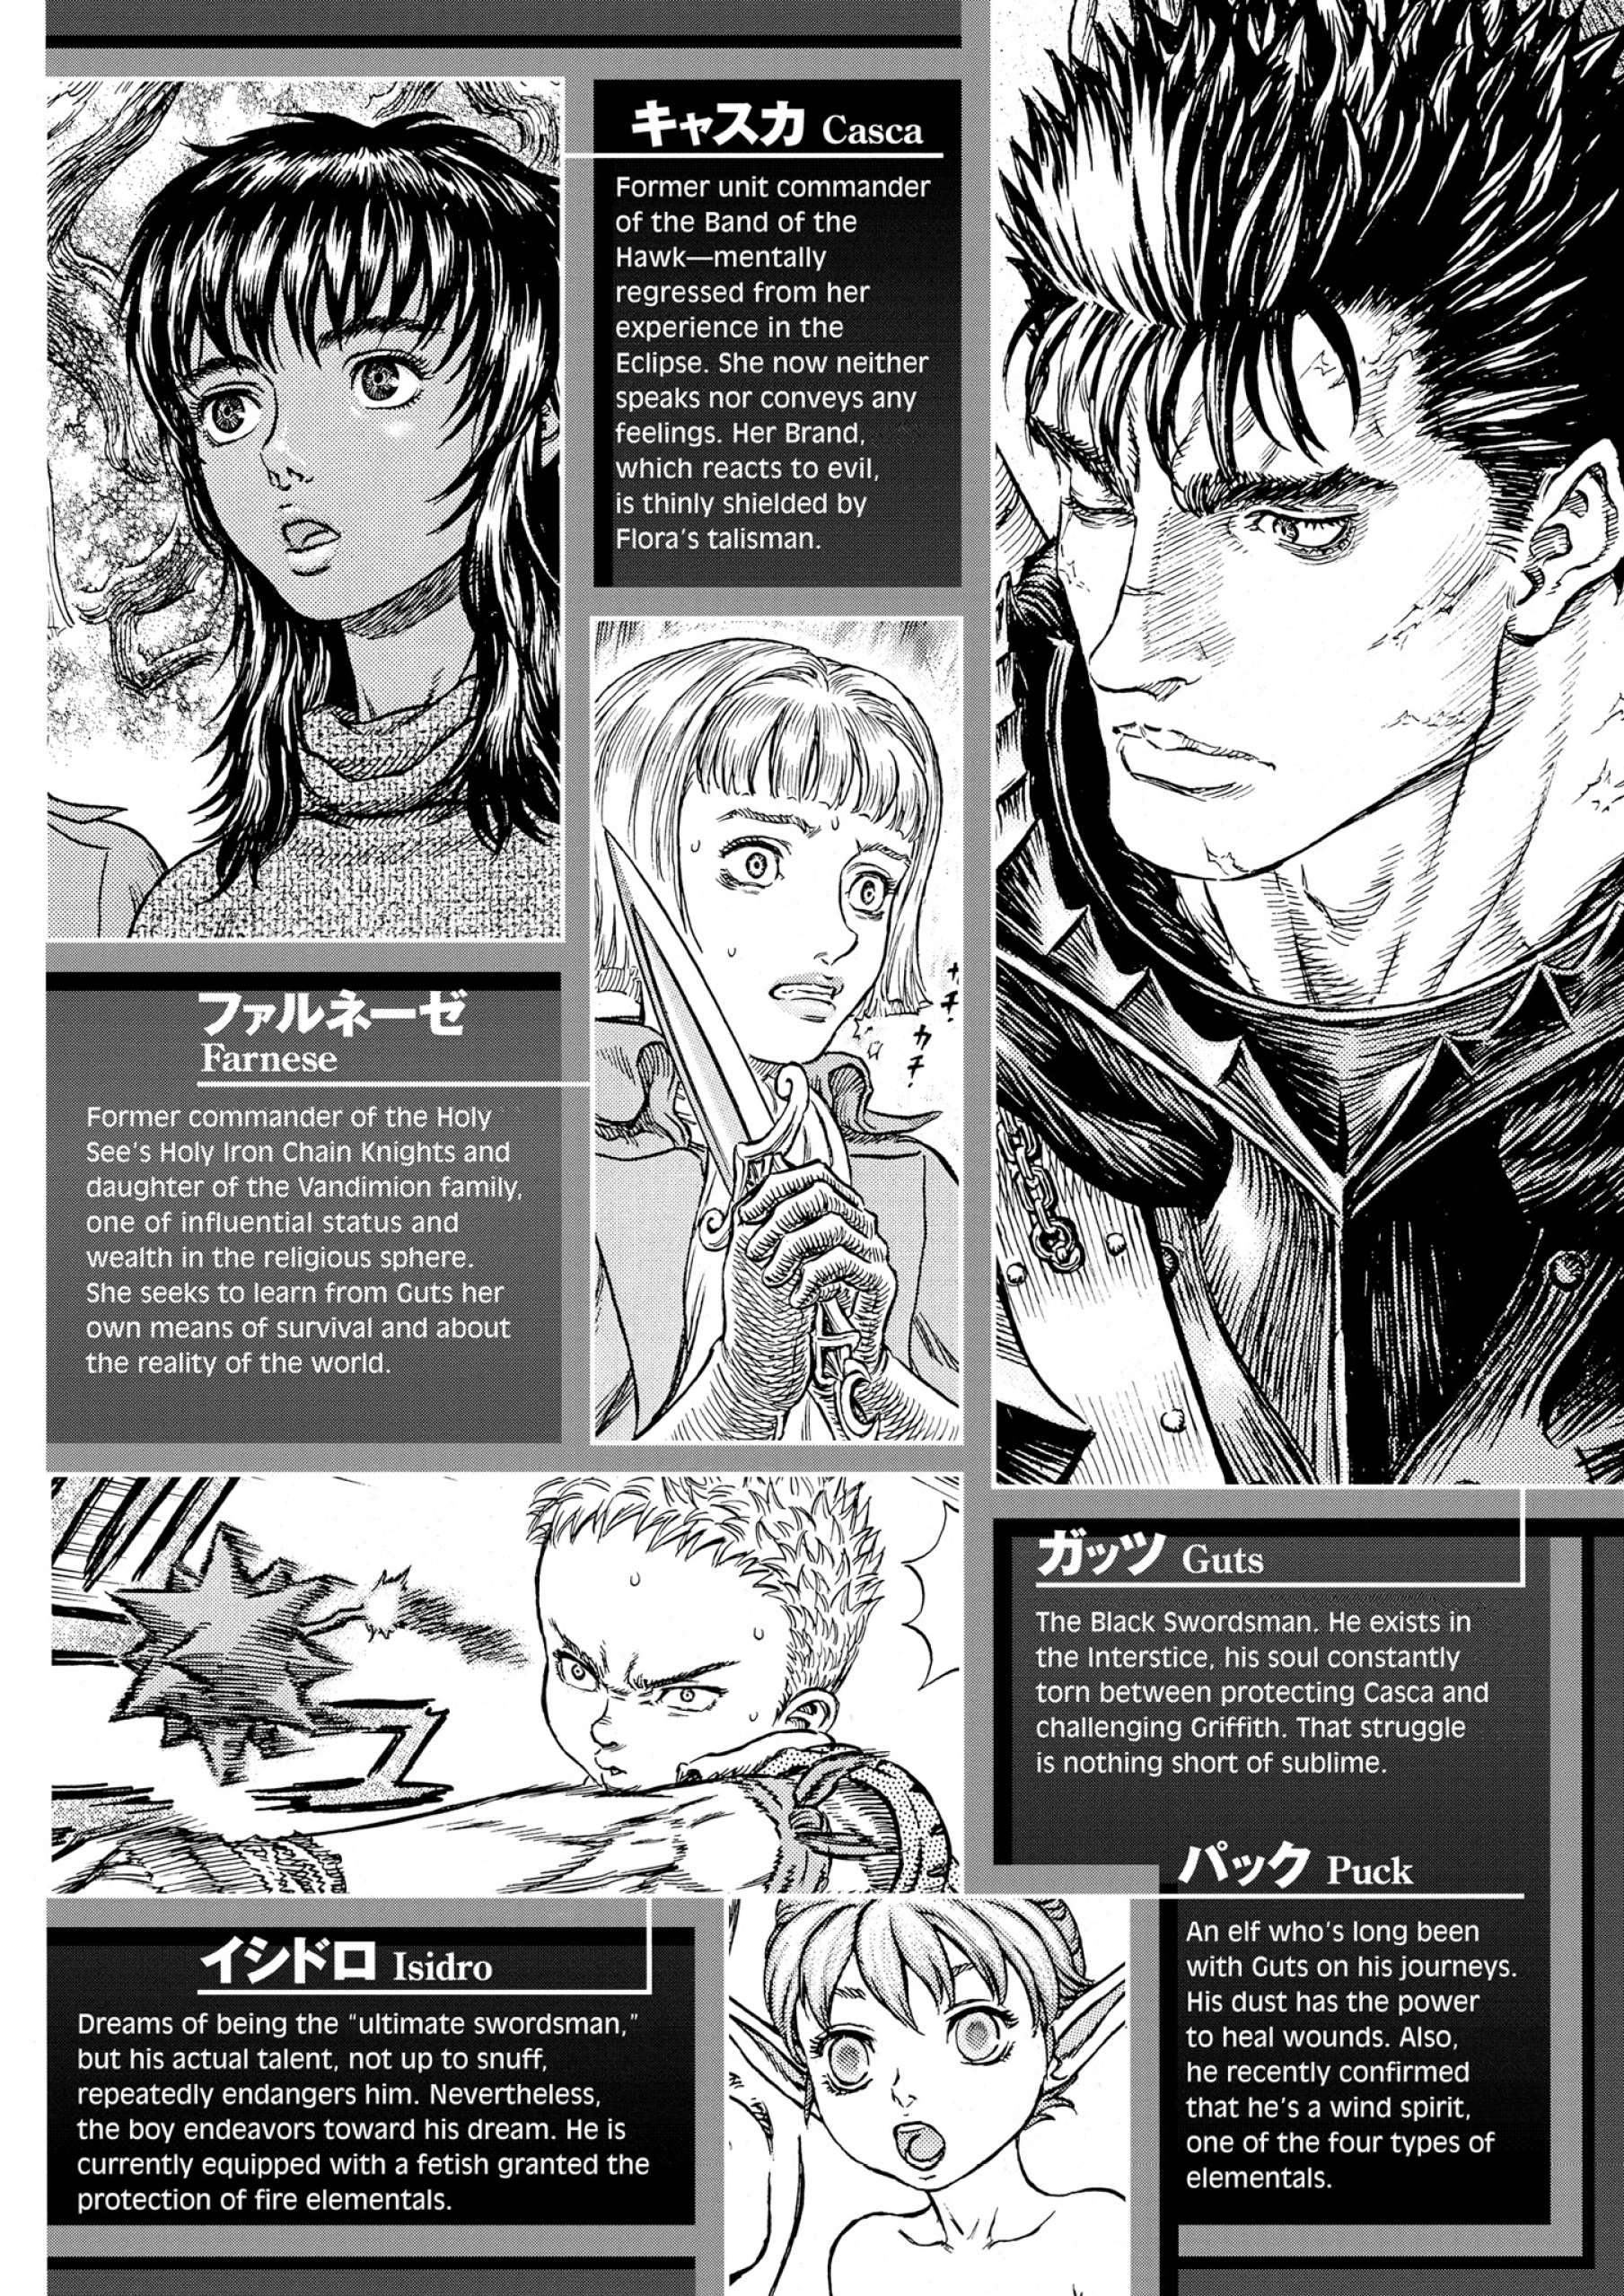 キャスカ Casca
Former unit commander
of the Band of the
Hawk—mentally
regressed from her
experience in the
Eclipse. She now neither
speaks nor conveys any
feelings. Her Brand,
which reacts to evil,
is thinly shielded by
Flora's talisman.
カチカチ
ファルネーゼ
Farnese
Former commander of the Holy
See's Holy Iron Chain Knights and
daughter of the Vandimion family,
one of influential status and
wealth in the religious sphere.
She seeks to learn from Guts her
own means of survival and about
the reality of the world.
ガッツ Guts
The Black Swordsman. He exists in
the Interstice, his soul constantly
torn between protecting Casca and
challenging Griffith. That struggle
is nothing short of sublime.
パック Puck
An elf who's long been
with Guts on his journeys.
His dust has the power
to heal wounds. Also,
he recently confirmed
that he's a wind spirit,
one of the four types of
elementals.
イシドロ Isidro
Dreams of being the "ultimate swordsman,"
but his actual talent, not up to snuff,
repeatedly endangers him. Nevertheless,
the boy endeavors toward his dream. He is
currently equipped with a fetish granted the
protection of fire elementals.